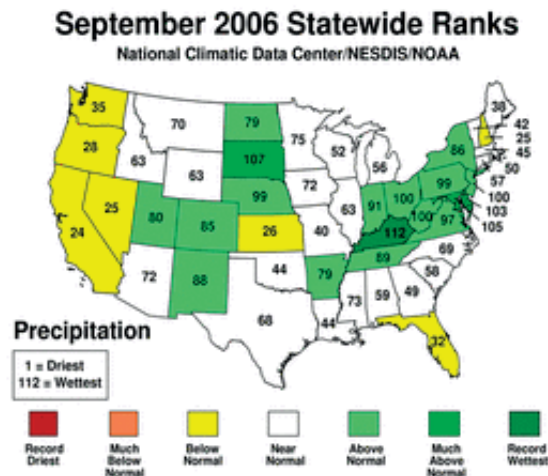 September 2006 Statewide Ranks
National Climatic Data Center/NESDIS/NOAA
35
70
79
75
38
42
28
63
107
52
56
86
25
45
63
99
72
99
50
57
25
80
85
26
40
63
91
100
100
97
100
103
105
24
112
72
88
44
79
89
69
68
44
73
59
49
58
32
Precipitation
1 = Driest
112 = Wettest
Record
Driest
Much
Below
Normal
Below
Normal
Near
Normal
Above
Normal
Much
Above
Normal
Record
Wettest